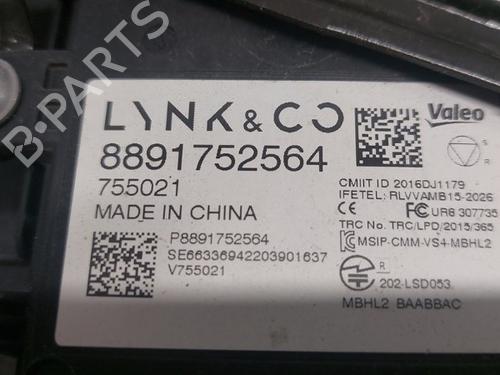 B-PARTS
LYNK & CO
Valeo
8891752564
755021
MADE IN CHINA
CMIIT ID 2016DJ1179
IFETEL: RLVVAMB15-2026
CE FC UR8 307735
TRC No. TRC/LPD/2015/365
MSIP-CMM-VS4-MBHL2
P8891752564
SE66336942203901637
V755021
R
202-LSD053
MBHL2 BAABBAC